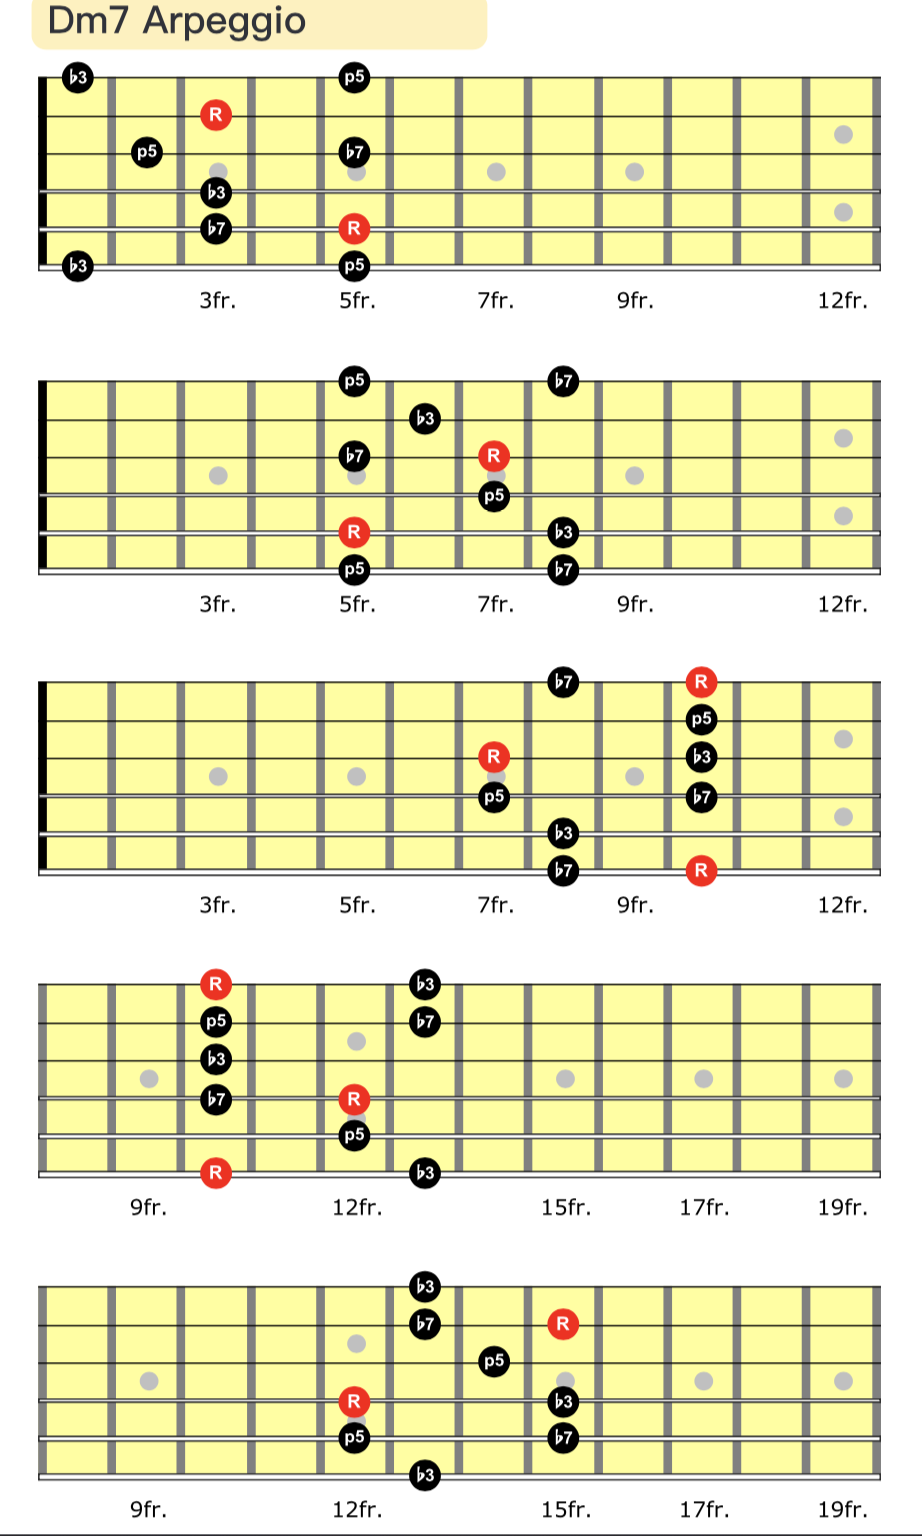 Dm7 Arpeggio
♭3 p5
R
p5 ♭7
♭3
♭7 R
♭3 p5
3fr. 5fr. 7fr. 9fr. 12fr.
p5 ♭7
♭3
♭7 R
p5
R ♭3
p5 ♭7
3fr. 5fr. 7fr. 9fr. 12fr.
♭7 R
p5
R ♭3
p5 ♭7
♭3
♭7 R
3fr. 5fr. 7fr. 9fr. 12fr.
R ♭3
p5 ♭7
♭3
♭7 R
p5
R ♭3
9fr. 12fr. 15fr. 17fr. 19fr.
♭3
♭7 R
p5
R ♭3
p5 ♭7
♭3
9fr. 12fr. 15fr. 17fr. 19fr.